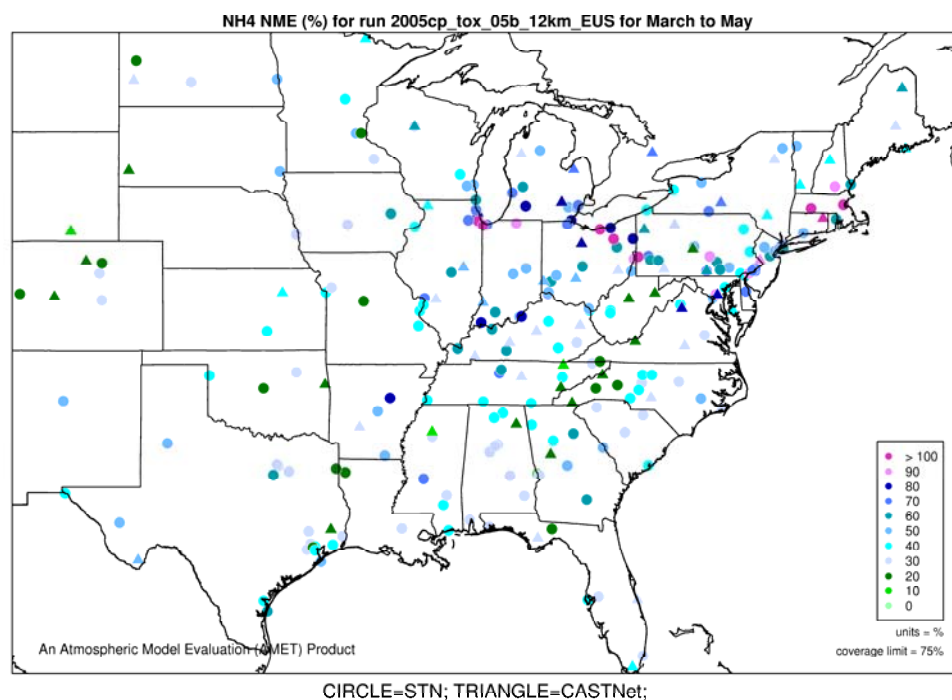 NH4 NME (%) for run 2005cp_tox_05b_12km_EUS for March to May
> 100
90
80
70
60
50
40
30
20
10
0
units = %
coverage limit = 75%
An Atmospheric Model Evaluation (AMET) Product
CIRCLE=STN; TRIANGLE=CASTNet;